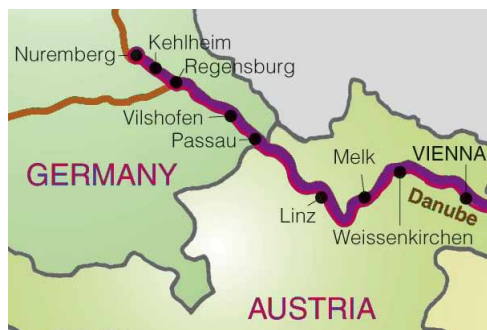 Kehlheim
Nuremberg
Regensburg
Vilshofen
Passau
GERMANY
Melk
VIENNA
Linz
Danube
Weissenkirchen
AUSTRIA